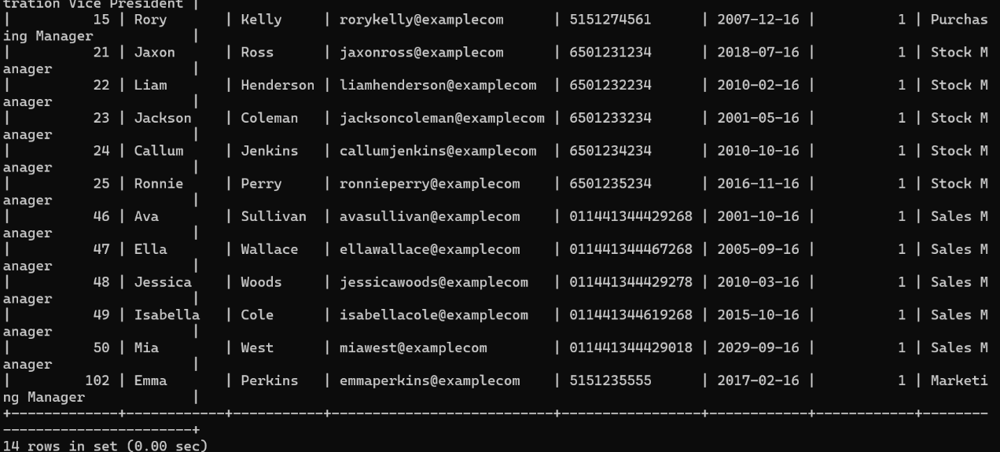 tration Vice President |
|          15 | Rory       | Kelly     | rorykelly@examplecom      | 5151274561      | 2007-12-16 |          1 | Purchas
ing Manager            |
|          21 | Jaxon      | Ross      | jaxonross@examplecom      | 6501231234      | 2018-07-16 |          1 | Stock M
anager                 |
|          22 | Liam       | Henderson | liamhenderson@examplecom  | 6501232234      | 2010-02-16 |          1 | Stock M
anager                 |
|          23 | Jackson    | Coleman   | jacksoncoleman@examplecom | 6501233234      | 2001-05-16 |          1 | Stock M
anager                 |
|          24 | Callum     | Jenkins   | callumjenkins@examplecom  | 6501234234      | 2010-10-16 |          1 | Stock M
anager                 |
|          25 | Ronnie     | Perry     | ronnieperry@examplecom    | 6501235234      | 2016-11-16 |          1 | Stock M
anager                 |
|          46 | Ava        | Sullivan  | avasullivan@examplecom    | 011441344429268 | 2001-10-16 |          1 | Sales M
anager                 |
|          47 | Ella       | Wallace   | ellawallace@examplecom    | 011441344467268 | 2005-09-16 |          1 | Sales M
anager                 |
|          48 | Jessica    | Woods     | jessicawoods@examplecom   | 011441344429278 | 2010-03-16 |          1 | Sales M
anager                 |
|          49 | Isabella   | Cole      | isabellacole@examplecom   | 011441344619268 | 2015-10-16 |          1 | Sales M
anager                 |
|          50 | Mia        | West      | miawest@examplecom        | 011441344429018 | 2029-09-16 |          1 | Sales M
anager                 |
|         102 | Emma       | Perkins   | emmaperkins@examplecom    | 5151235555      | 2017-02-16 |          1 | Marketi
ng Manager             |
+-------------+------------+-----------+---------------------------+-----------------+------------+------------+--------
-----------------------+
14 rows in set (0.00 sec)